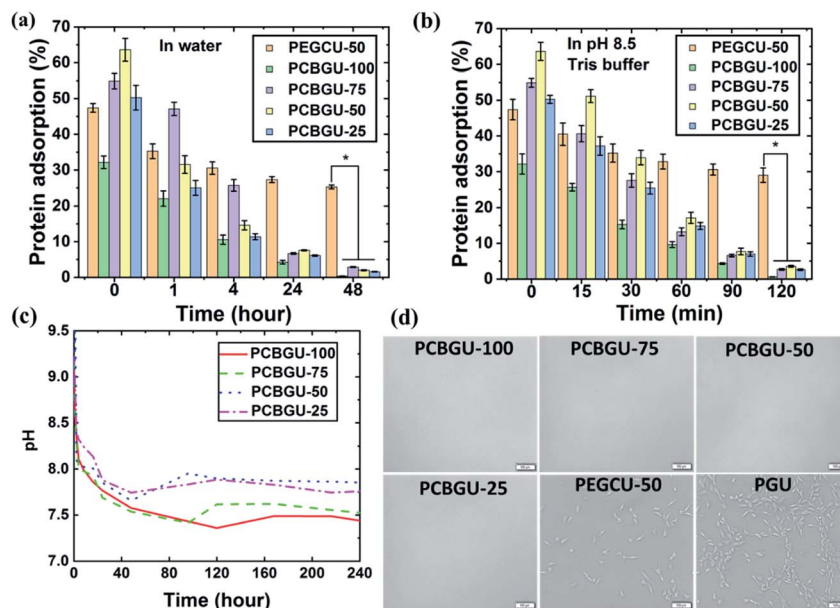 (a)
In water
PEGCU-50
PCBGU-100
PCBGU-75
PCBGU-50
PCBGU-25
*
Protein adsorption (%)
70
60
50
40
30
20
10
0
0 1 4 24 48
Time (hour)
(b)
In pH 8.5
Tris buffer
PEGCU-50
PCBGU-100
PCBGU-75
PCBGU-50
PCBGU-25
*
Protein adsorption (%)
70
60
50
40
30
20
10
0
0 15 30 60 90 120
Time (min)
(c)
PCBGU-100
PCBGU-75
PCBGU-50
PCBGU-25
pH
9.5
9.0
8.5
8.0
7.5
7.0
0 40 80 120 160 200 240
Time (hour)
(d)
PCBGU-100
PCBGU-75
PCBGU-50
PCBGU-25
PEGCU-50
PGU